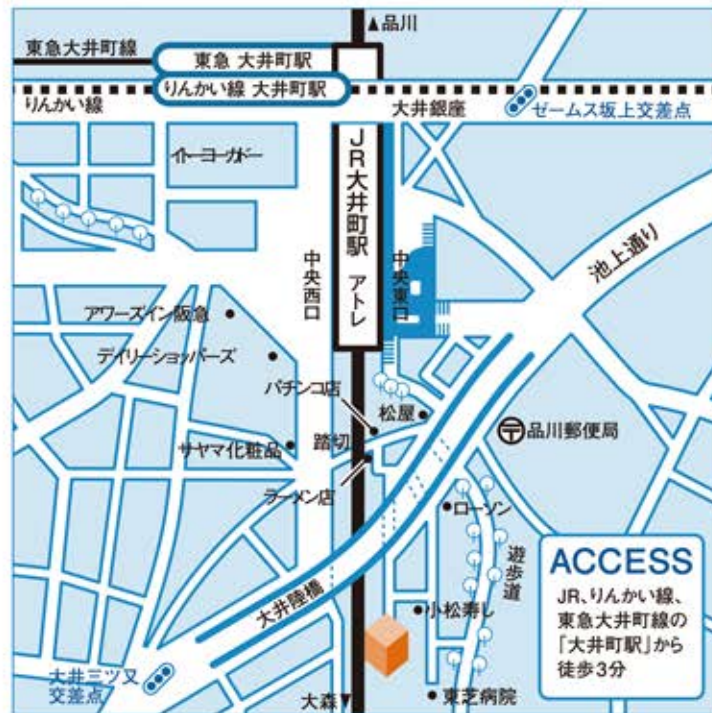 ▲品川
東急大井町線
東急 大井町駅
りんかい線 大井町駅
りんかい線
大井銀座
ゼームス坂上交差点
イトーヨーカドー
JR大井町駅 アトレ
中央西口
中央東口
池上通り
アワーズイン阪急
デイリーショッパーズ
パチンコ店
松屋
踏切
サヤマ化粧品
〒品川郵便局
ラーメン店
ローソン
遊歩道
大井陸橋
小松寿し
ACCESS
JR、りんかい線、
東急大井町線の
「大井町駅」から
徒歩3分
大井三ツ又
交差点
大森▼
東芝病院